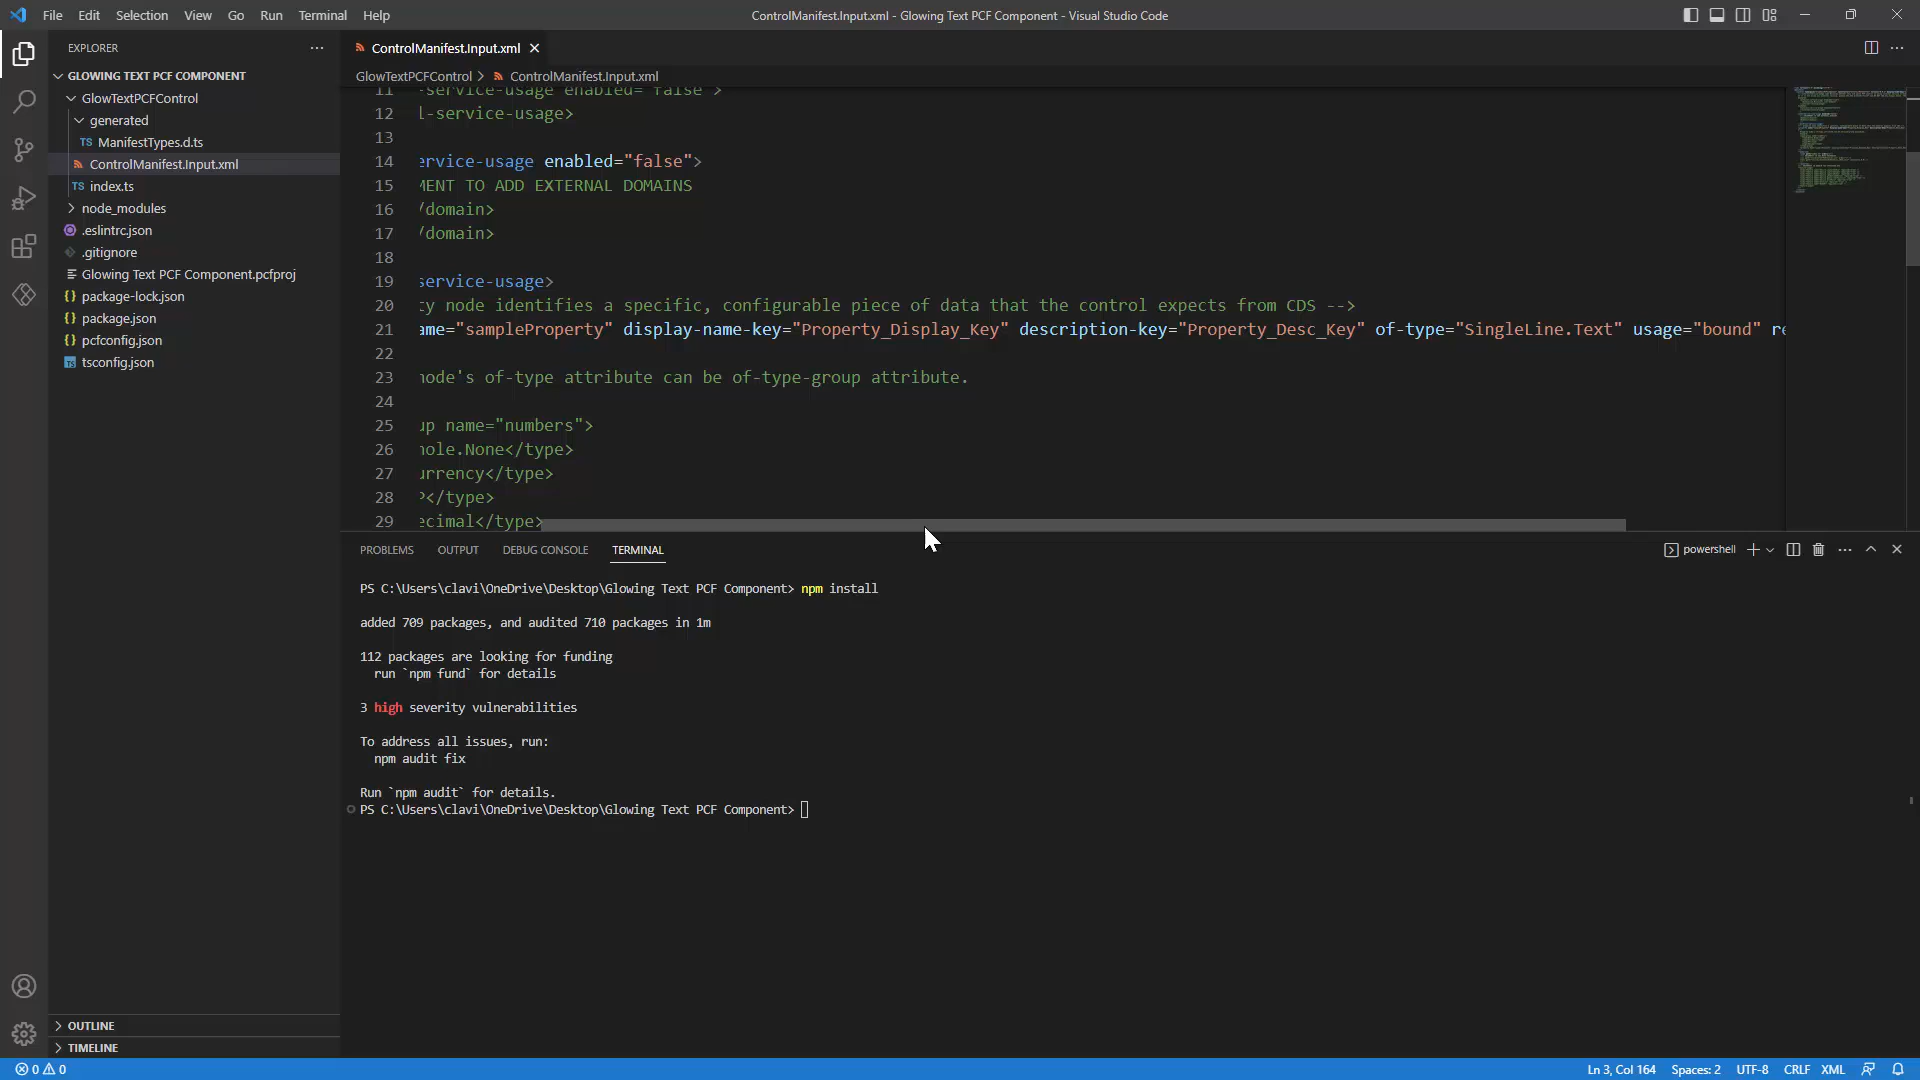 File Edit Selection View Go Run Terminal Help
ControlManifest.Input.xml - Glowing Text PCF Component - Visual Studio Code
EXPLORER
GLOWING TEXT PCF COMPONENT
GlowTextPCFControl
generated
TS ManifestTypes.d.ts
ControlManifest.Input.xml
TS index.ts
node_modules
.eslintrc.json
.gitignore
Glowing Text PCF Component.pcfproj
{} package-lock.json
{} package.json
{} pcfconfig.json
TS tsconfig.json
OUTLINE
TIMELINE
ControlManifest.Input.xml
GlowTextPCFControl > ControlManifest.Input.xml
11 -service-usage enabled="false">
12 l-service-usage>
13
14 ervice-usage enabled="false">
15 MENT TO ADD EXTERNAL DOMAINS
16 /domain>
17 /domain>
18
19 service-usage>
20 ty node identifies a specific, configurable piece of data that the control expects from CDS -->
21 ame="sampleProperty" display-name-key="Property_Display_Key" description-key="Property_Desc_Key" of-type="SingleLine.Text" usage="bound" re
22
23 node's of-type attribute can be of-type-group attribute.
24
25 up name="numbers">
26 hole.None</type>
27 urrency</type>
28 P</type>
29 ecimal</type>
PROBLEMS OUTPUT DEBUG CONSOLE TERMINAL
powershell
PS C:\Users\clavi\OneDrive\Desktop\Glowing Text PCF Component> npm install
added 709 packages, and audited 710 packages in 1m
112 packages are looking for funding
run `npm fund` for details
3 high severity vulnerabilities
To address all issues, run:
npm audit fix
Run `npm audit` for details.
PS C:\Users\clavi\OneDrive\Desktop\Glowing Text PCF Component>
0 0
Ln 3, Col 164 Spaces: 2 UTF-8 CRLF XML